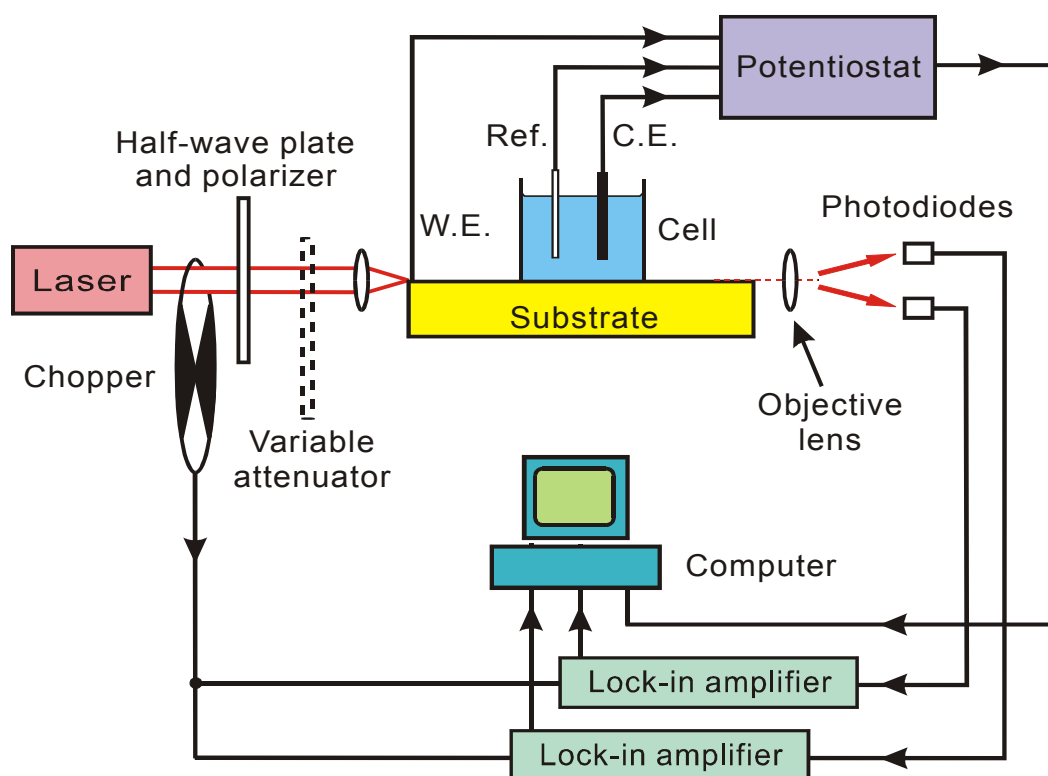 Potentiostat
Ref.
C.E.
Half-wave plate
and polarizer
Photodiodes
W.E.
Cell
Laser
Substrate
Chopper
Objective
lens
Variable
attenuator
Computer
Lock-in amplifier
Lock-in amplifier